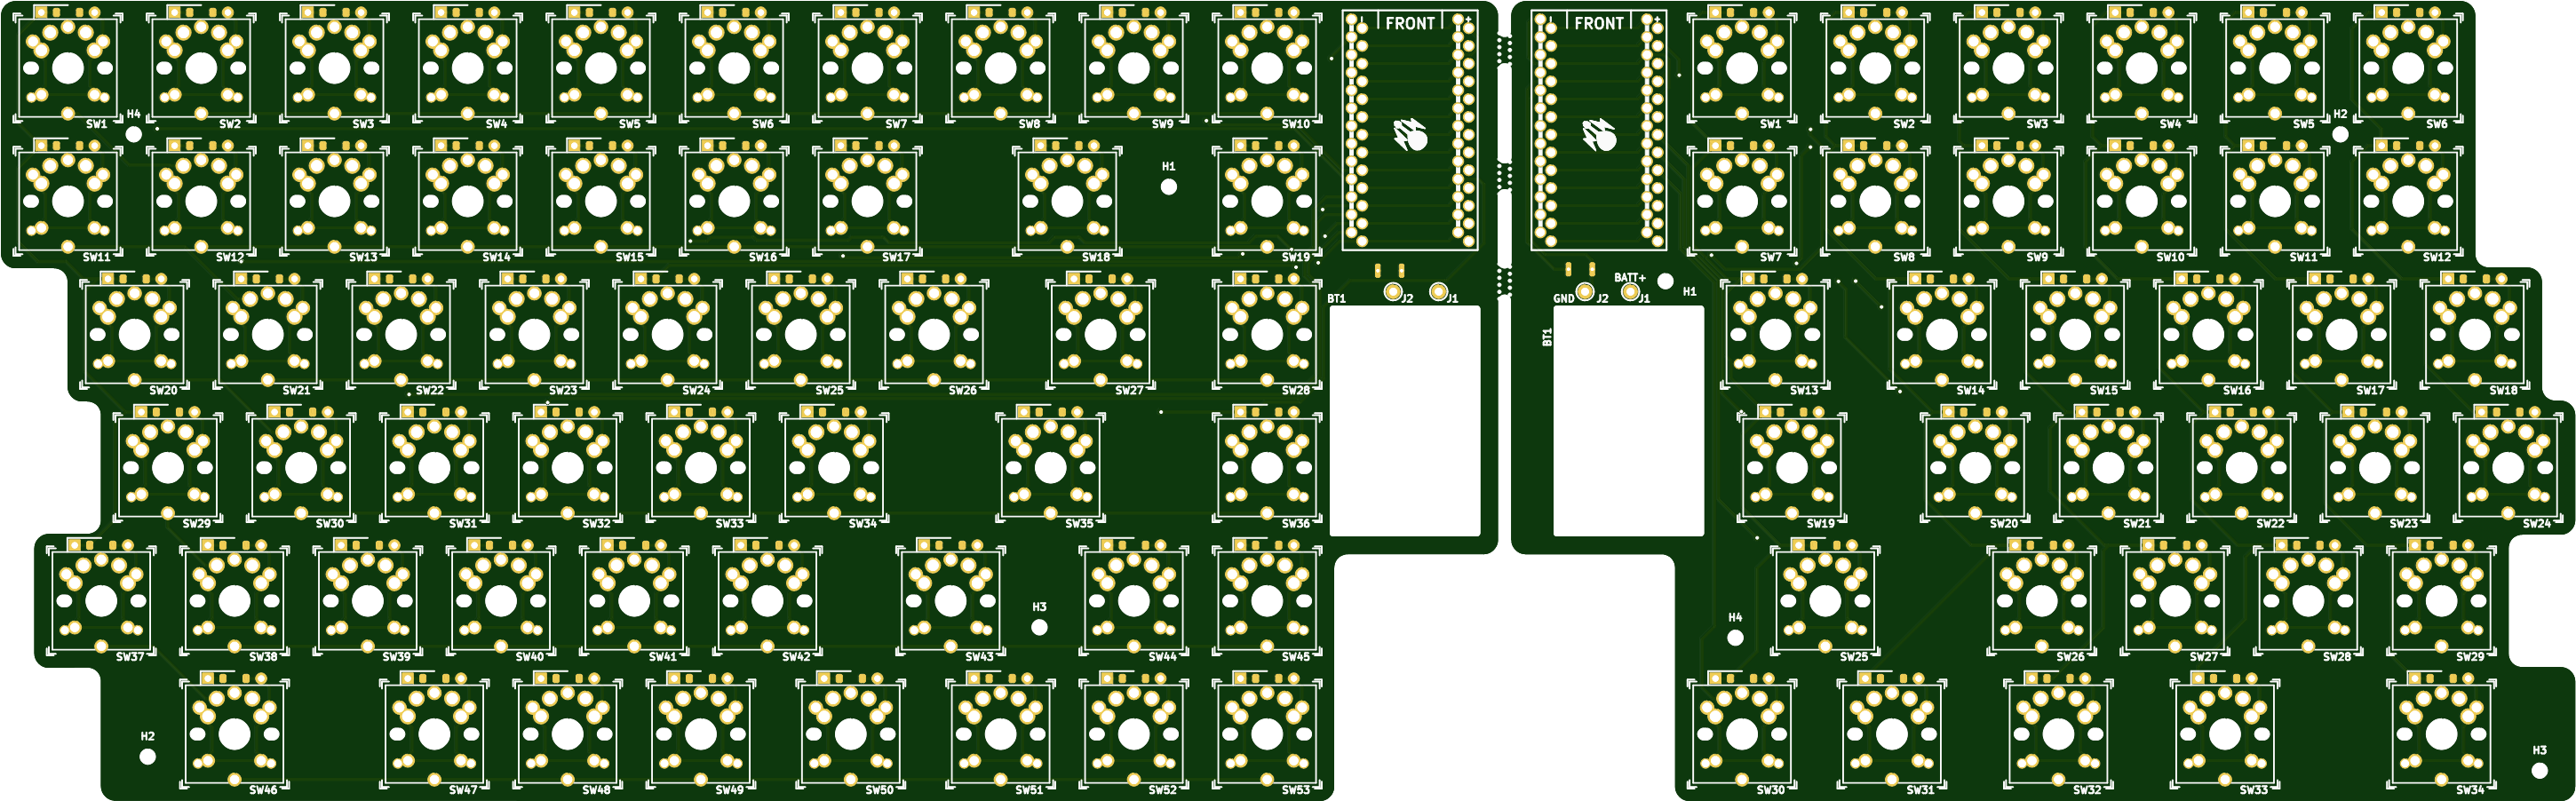 FRONT FRONT
SW1 SW2 SW3 SW4 SW5 SW6 SW7 SW8 SW9 SW10 SW1 SW2 SW3 SW4 SW5 SW6
H4 H2
H1
SW11 SW12 SW13 SW14 SW15 SW16 SW17 SW18 SW19 SW7 SW8 SW9 SW10 SW11 SW12
BATT+
BT1 J2 J1 GND J2 J1 H1
BT1
SW20 SW21 SW22 SW23 SW24 SW25 SW26 SW27 SW28 SW13 SW14 SW15 SW16 SW17 SW18
SW29 SW30 SW31 SW32 SW33 SW34 SW35 SW36 SW19 SW20 SW21 SW22 SW23 SW24
H3 H4
SW37 SW38 SW39 SW40 SW41 SW42 SW43 SW44 SW45 SW25 SW26 SW27 SW28 SW29
H2 H3
SW46 SW47 SW48 SW49 SW50 SW51 SW52 SW53 SW30 SW31 SW32 SW33 SW34